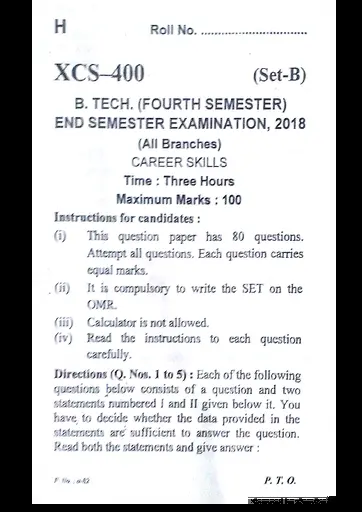 H
Roll No. ................................
XCS–400
(Set-B)
B. TECH. (FOURTH SEMESTER)
END SEMESTER EXAMINATION, 2018
(All Branches)
CAREER SKILLS
Time : Three Hours
Maximum Marks : 100
Instructions for candidates :
(i) This question paper has 80 questions.
Attempt all questions. Each question carries
equal marks.
(ii) It is compulsory to write the SET on the
OMR.
(iii) Calculator is not allowed.
(iv) Read the instructions to each question
carefully.
Directions (Q. Nos. 1 to 5) : Each of the following
questions below consists of a question and two
statements numbered I and II given below it. You
have to decide whether the data provided in the
statements are sufficient to answer the question.
Read both the statements and give answer :
P. T. O.